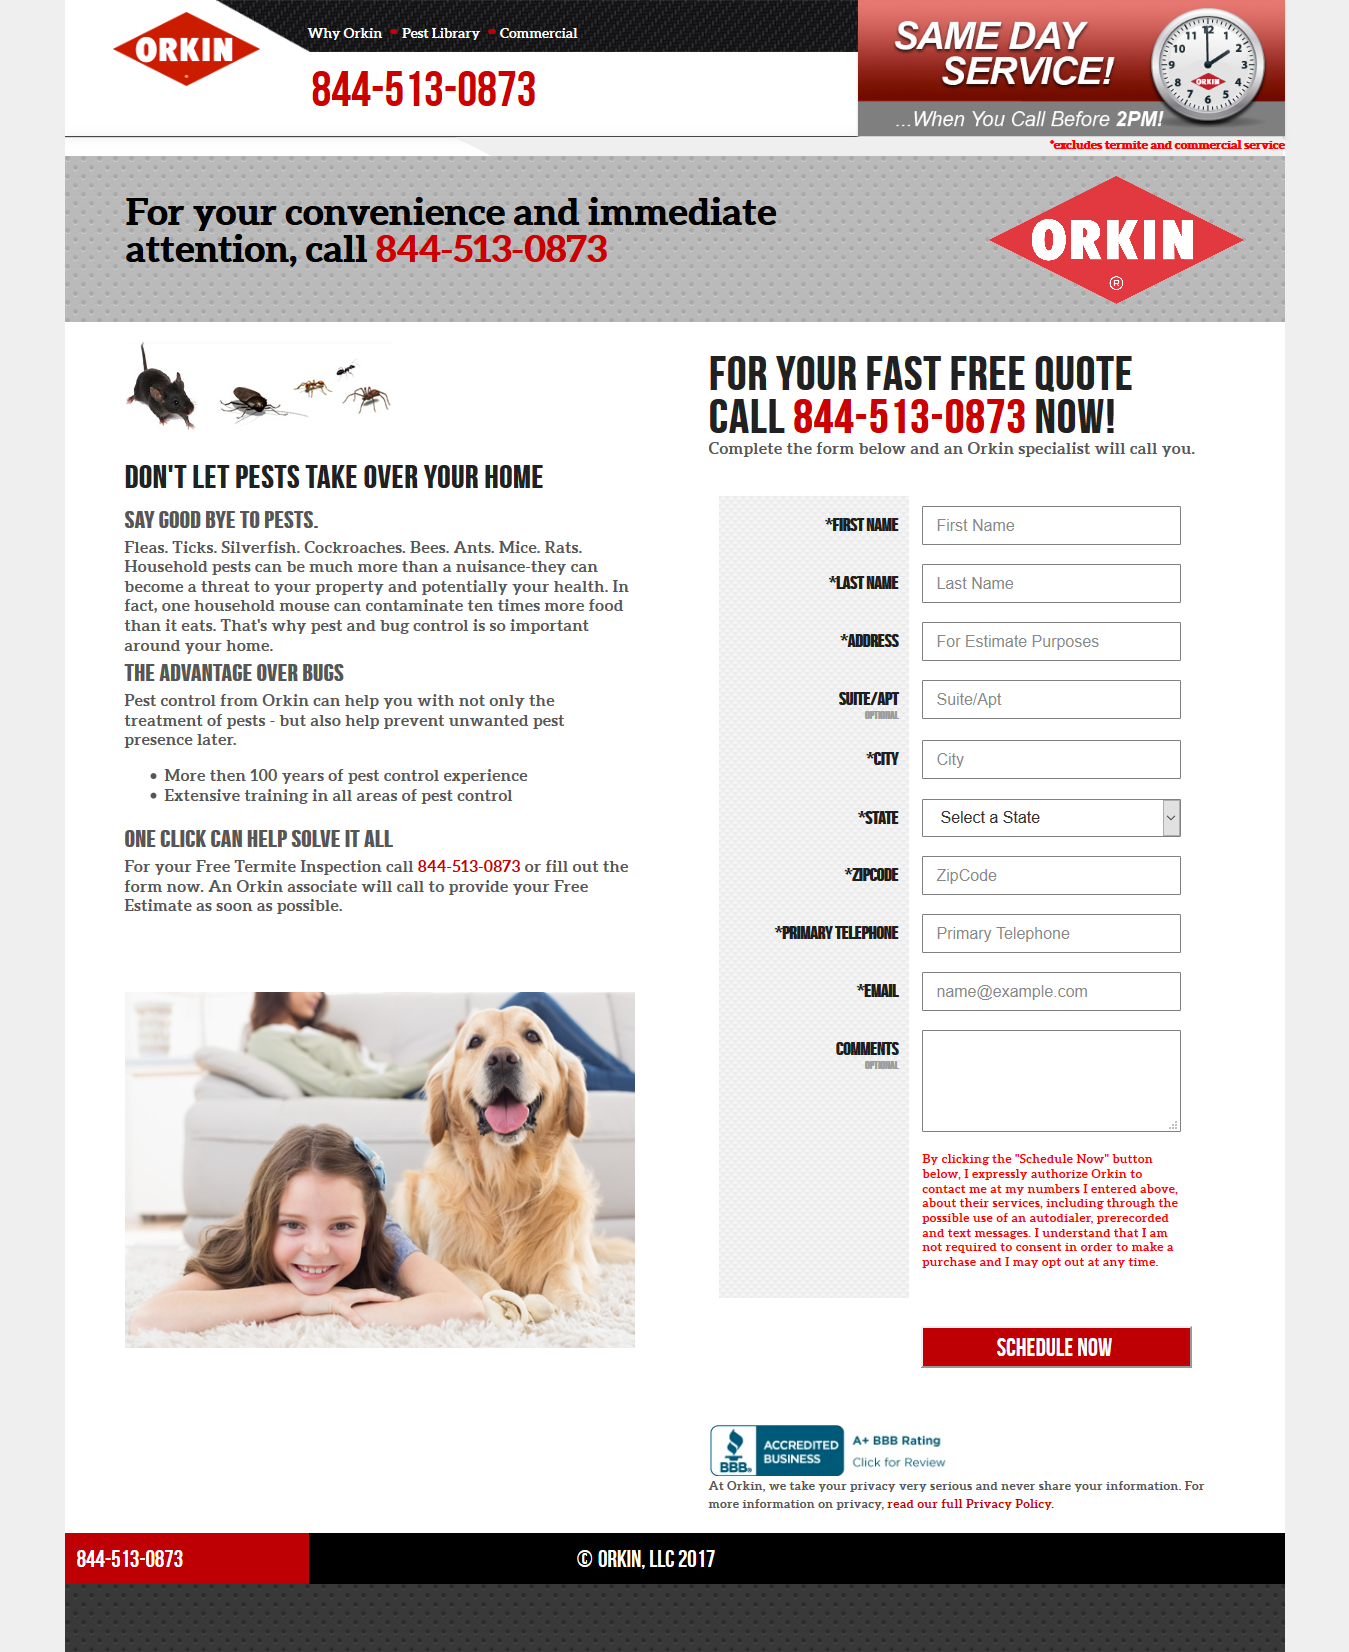 ORKIN
Why Orkin Pest Library Commercial
844-513-0873
SAME DAY
SERVICE!
...When You Call Before 2PM!
12
1
2
3
4
5
6
7
8
9
10
11
ORKIN
*excludes termite and commercial service
For your convenience and immediate
attention, call 844-513-0873
ORKIN
®
DON'T LET PESTS TAKE OVER YOUR HOME
SAY GOOD BYE TO PESTS.
Fleas. Ticks. Silverfish. Cockroaches. Bees. Ants. Mice. Rats.
Household pests can be much more than a nuisance-they can
become a threat to your property and potentially your health. In
fact, one household mouse can contaminate ten times more food
than it eats. That's why pest and bug control is so important
around your home.
THE ADVANTAGE OVER BUGS
Pest control from Orkin can help you with not only the
treatment of pests - but also help prevent unwanted pest
presence later.
• More then 100 years of pest control experience
• Extensive training in all areas of pest control
ONE CLICK CAN HELP SOLVE IT ALL
For your Free Termite Inspection call 844-513-0873 or fill out the
form now. An Orkin associate will call to provide your Free
Estimate as soon as possible.
FOR YOUR FAST FREE QUOTE
CALL 844-513-0873 NOW!
Complete the form below and an Orkin specialist will call you.
*FIRST NAME First Name
*LAST NAME Last Name
*ADDRESS For Estimate Purposes
SUITE/APT Suite/Apt
OPTIONAL
*CITY City
*STATE Select a State
*ZIPCODE ZipCode
*PRIMARY TELEPHONE Primary Telephone
*EMAIL name@example.com
COMMENTS
OPTIONAL
By clicking the "Schedule Now" button
below, I expressly authorize Orkin to
contact me at my numbers I entered above,
about their services, including through the
possible use of an autodialer, prerecorded
and text messages. I understand that I am
not required to consent in order to make a
purchase and I may opt out at any time.
SCHEDULE NOW
BBB. ACCREDITED
BUSINESS
A+ BBB Rating
Click for Review
At Orkin, we take your privacy very serious and never share your information. For
more information on privacy, read our full Privacy Policy.
844-513-0873 © ORKIN, LLC 2017